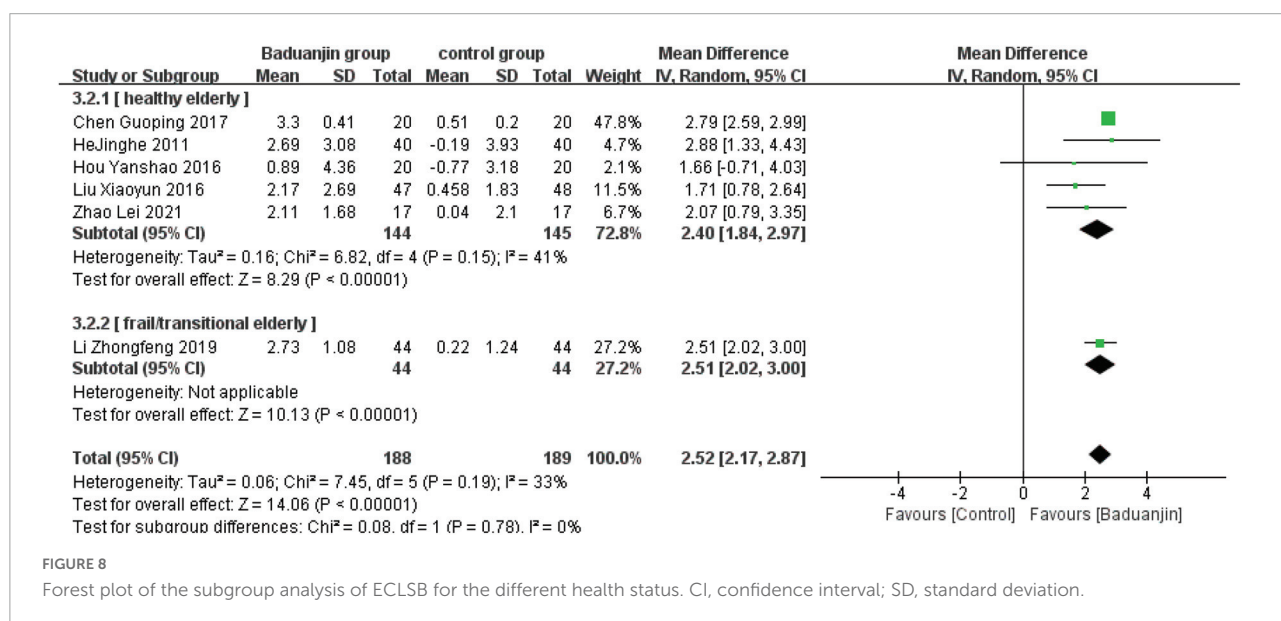 Baduanjin group control group Mean Difference Mean Difference
Study or Subgroup Mean SD Total Mean SD Total Weight IV, Random, 95% CI IV, Random, 95% CI
3.2.1 [ healthy elderly ]
Chen Guoping 2017 3.3 0.41 20 0.51 0.2 20 47.8% 2.79 [2.59, 2.99]
HeJinghe 2011 2.69 3.08 40 -0.19 3.93 40 4.7% 2.88 [1.33, 4.43]
Hou Yanshao 2016 0.89 4.36 20 -0.77 3.18 20 2.1% 1.66 [-0.71, 4.03]
Liu Xiaoyun 2016 2.17 2.69 47 0.458 1.83 48 11.5% 1.71 [0.78, 2.64]
Zhao Lei 2021 2.11 1.68 17 0.04 2.1 17 6.7% 2.07 [0.79, 3.35]
Subtotal (95% CI) 144 145 72.8% 2.40 [1.84, 2.97]
Heterogeneity: Tau² = 0.16; Chi² = 6.82, df = 4 (P = 0.15); I² = 41%
Test for overall effect: Z = 8.29 (P < 0.00001)
3.2.2 [ frail/transitional elderly ]
Li Zhongfeng 2019 2.73 1.08 44 0.22 1.24 44 27.2% 2.51 [2.02, 3.00]
Subtotal (95% CI) 44 44 27.2% 2.51 [2.02, 3.00]
Heterogeneity: Not applicable
Test for overall effect: Z = 10.13 (P < 0.00001)
Total (95% CI) 188 189 100.0% 2.52 [2.17, 2.87]
Heterogeneity: Tau² = 0.06; Chi² = 7.45, df = 5 (P = 0.19); I² = 33%
Test for overall effect: Z = 14.06 (P < 0.00001)
Test for subgroup differences: Chi² = 0.08. df = 1 (P = 0.78). I² = 0%
-4 -2 0 2 4
Favours [Control] Favours [Baduanjin]
FIGURE 8
Forest plot of the subgroup analysis of ECLSB for the different health status. CI, confidence interval; SD, standard deviation.